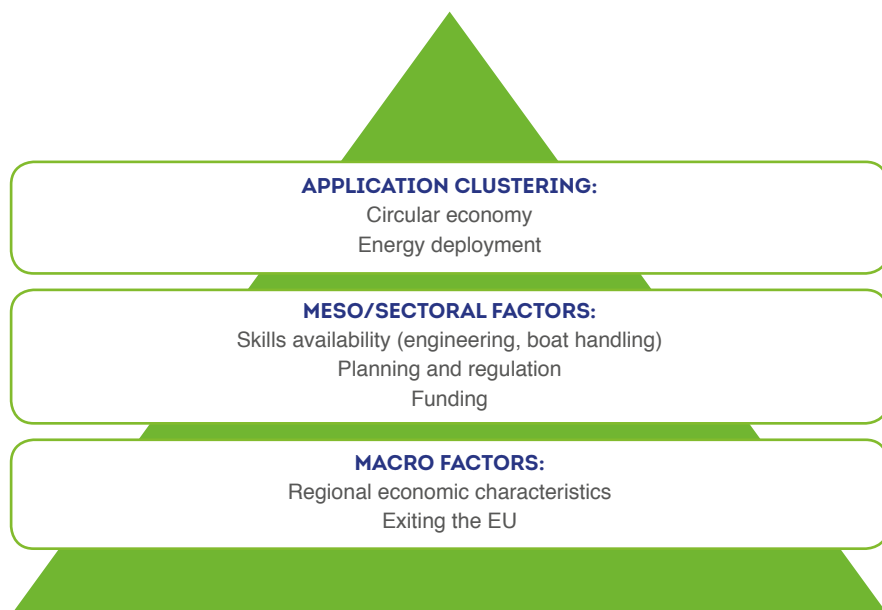 APPLICATION CLUSTERING:
Circular economy
Energy deployment
MESO/SECTORAL FACTORS:
Skills availability (engineering, boat handling)
Planning and regulation
Funding
MACRO FACTORS:
Regional economic characteristics
Exiting the EU